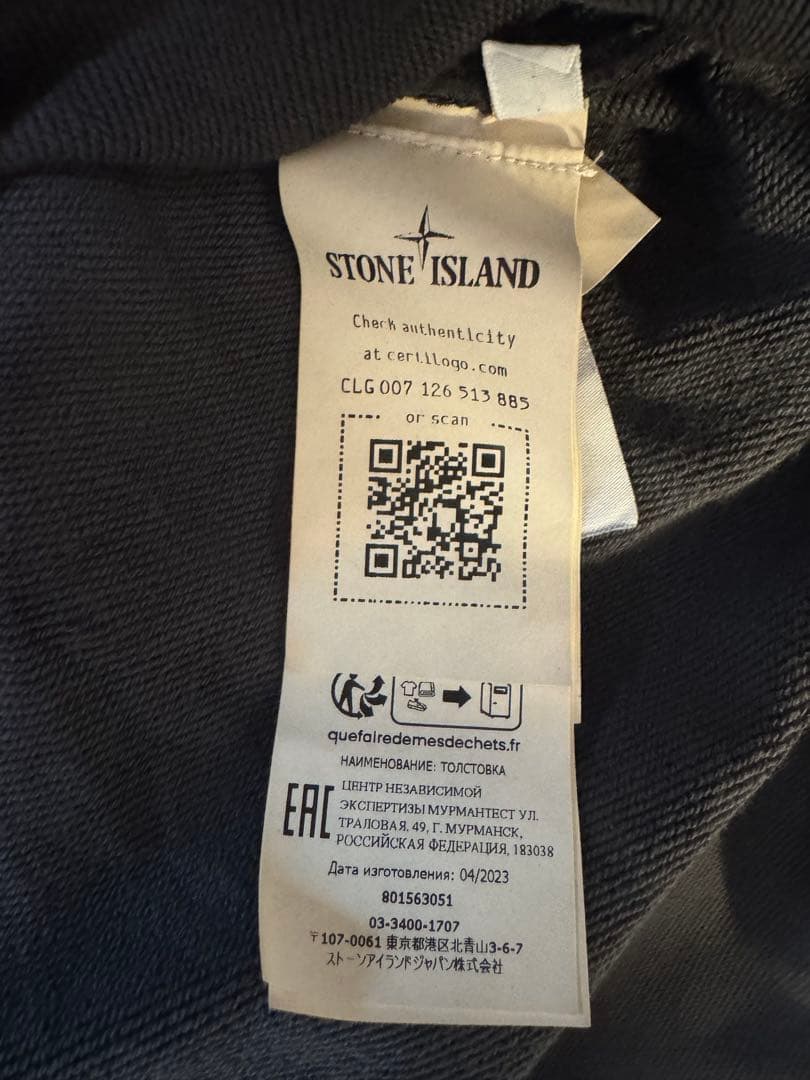 STONE ISLAND
Check authenticity
at certilogo.com
CLG 007 126 513 885
or scan
quefairedemesdechets.fr
НАИМЕНОВАНИЕ: ТОЛСТОВКА
EAC
ЦЕНТР НЕЗАВИСИМОЙ
ЭКСПЕРТИЗЫ МУРМАНТЕСТ УЛ.
ТРАЛОВАЯ, 49, Г. МУРМАНСК,
РОССИЙСКАЯ ФЕДЕРАЦИЯ, 183038
Дата изготовления: 04/2023
801563051
03-3400-1707
〒107-0061 東京都港区北青山3-6-7
ストーンアイランドジャパン株式会社